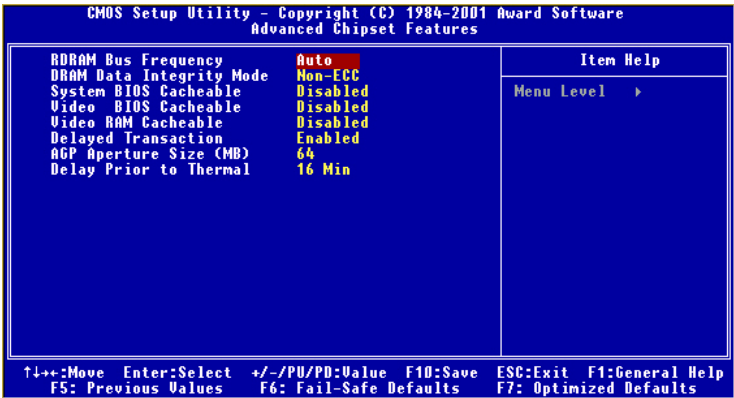 CMOS Setup Utility – Copyright (C) 1984-2001 Award Software
Advanced Chipset Features
RDRAM Bus Frequency Auto
DRAM Data Integrity Mode Non-ECC
System BIOS Cacheable Disabled
Video BIOS Cacheable Disabled
Video RAM Cacheable Disabled
Delayed Transaction Enabled
AGP Aperture Size (MB) 64
Delay Prior to Thermal 16 Min
Item Help
Menu Level ▸
↑↓→←:Move Enter:Select +/-/PU/PD:Value F10:Save ESC:Exit F1:General Help
F5: Previous Values F6: Fail-Safe Defaults F7: Optimized Defaults